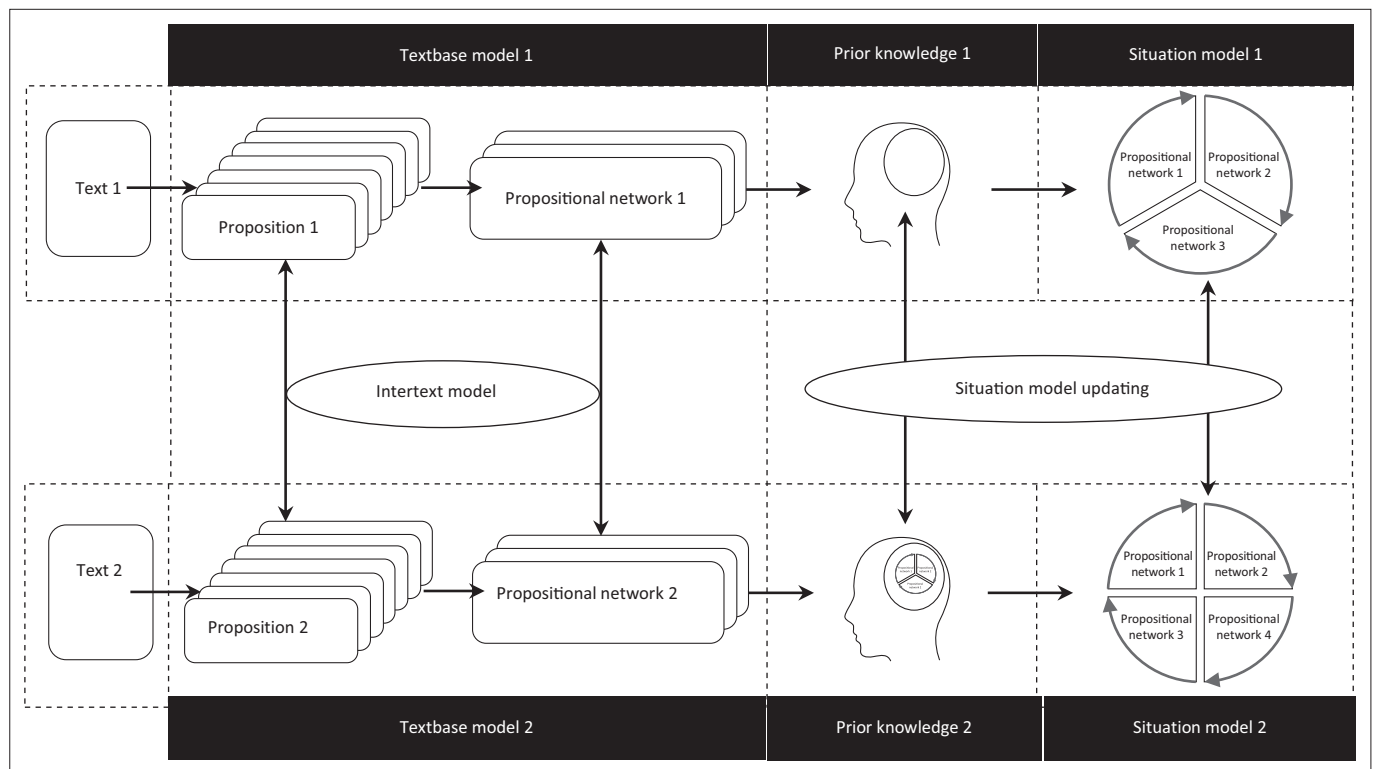 Textbase model 1
Prior knowledge 1
Situation model 1
Text 1
Proposition 1
Propositional network 1
Propositional
network 1
Propositional
network 2
Propositional
network 3
Intertext model
Situation model updating
Text 2
Proposition 2
Propositional network 2
Propositional
network 1
Propositional
network 2
Propositional
network 3
Propositional
network 4
Textbase model 2
Prior knowledge 2
Situation model 2